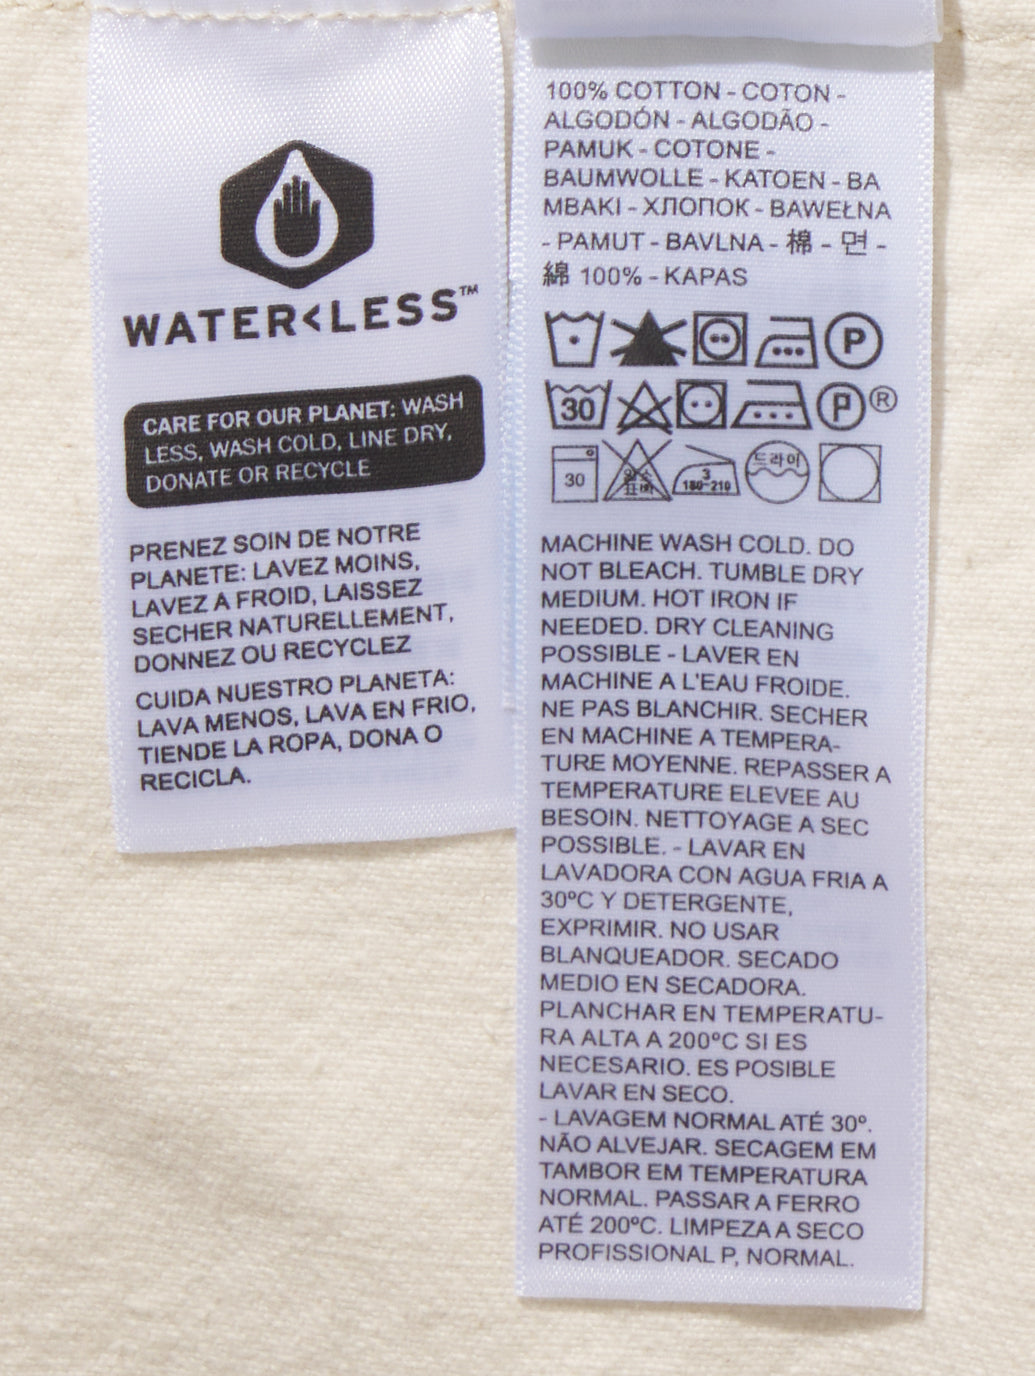 WATER<LESS™
CARE FOR OUR PLANET: WASH
LESS, WASH COLD, LINE DRY,
DONATE OR RECYCLE
PRENEZ SOIN DE NOTRE
PLANETE: LAVEZ MOINS,
LAVEZ A FROID, LAISSEZ
SECHER NATURELLEMENT,
DONNEZ OU RECYCLEZ
CUIDA NUESTRO PLANETA:
LAVA MENOS, LAVA EN FRIO,
TIENDE LA ROPA, DONA O
RECICLA.
100% COTTON - COTON -
ALGODÓN - ALGODÃO -
PAMUK - COTONE -
BAUMWOLLE - KATOEN - BA
MBAKI - ХЛОПОК - BAWEŁNA
- PAMUT - BAVLNA - 棉 - 면 -
綿 100% - KAPAS
P
30 P ®
30 3 180~210 드라이
MACHINE WASH COLD. DO
NOT BLEACH. TUMBLE DRY
MEDIUM. HOT IRON IF
NEEDED. DRY CLEANING
POSSIBLE - LAVER EN
MACHINE A L'EAU FROIDE.
NE PAS BLANCHIR. SECHER
EN MACHINE A TEMPERA-
TURE MOYENNE. REPASSER A
TEMPERATURE ELEVEE AU
BESOIN. NETTOYAGE A SEC
POSSIBLE. - LAVAR EN
LAVADORA CON AGUA FRIA A
30ºC Y DETERGENTE,
EXPRIMIR. NO USAR
BLANQUEADOR. SECADO
MEDIO EN SECADORA.
PLANCHAR EN TEMPERATU-
RA ALTA A 200ºC SI ES
NECESARIO. ES POSIBLE
LAVAR EN SECO.
- LAVAGEM NORMAL ATÉ 30º.
NÃO ALVEJAR. SECAGEM EM
TAMBOR EM TEMPERATURA
NORMAL. PASSAR A FERRO
ATÉ 200ºC. LIMPEZA A SECO
PROFISSIONAL P, NORMAL.